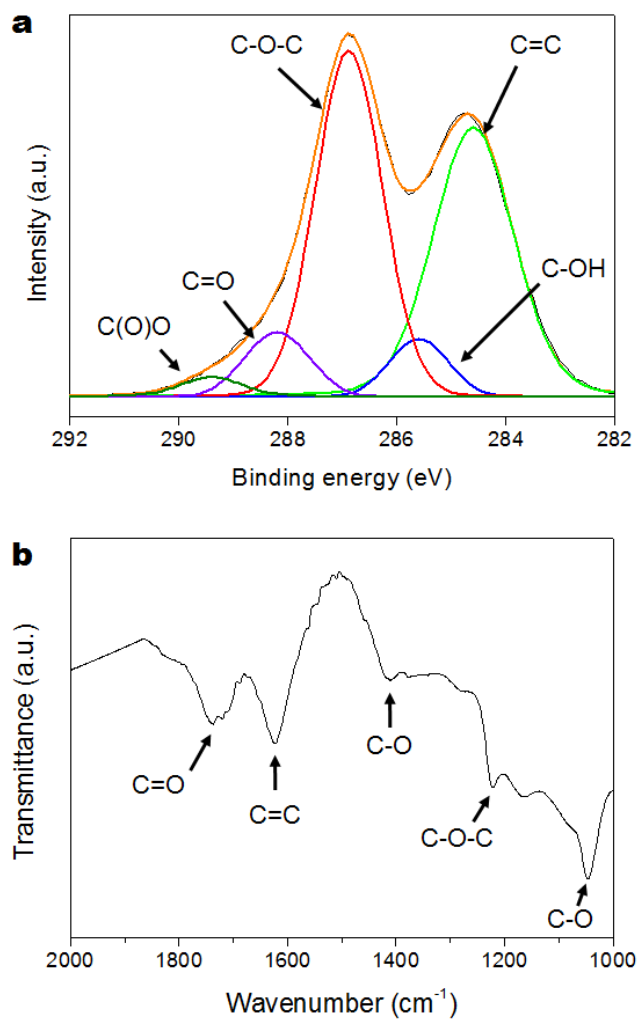 a
C-O-C
C=C
C=O
C-OH
C(O)O
Intensity (a.u.)
292 290 288 286 284 282
Binding energy (eV)
b
C=O
C=C
C-O
C-O-C
C-O
Transmittance (a.u.)
2000 1800 1600 1400 1200 1000
Wavenumber (cm⁻¹)